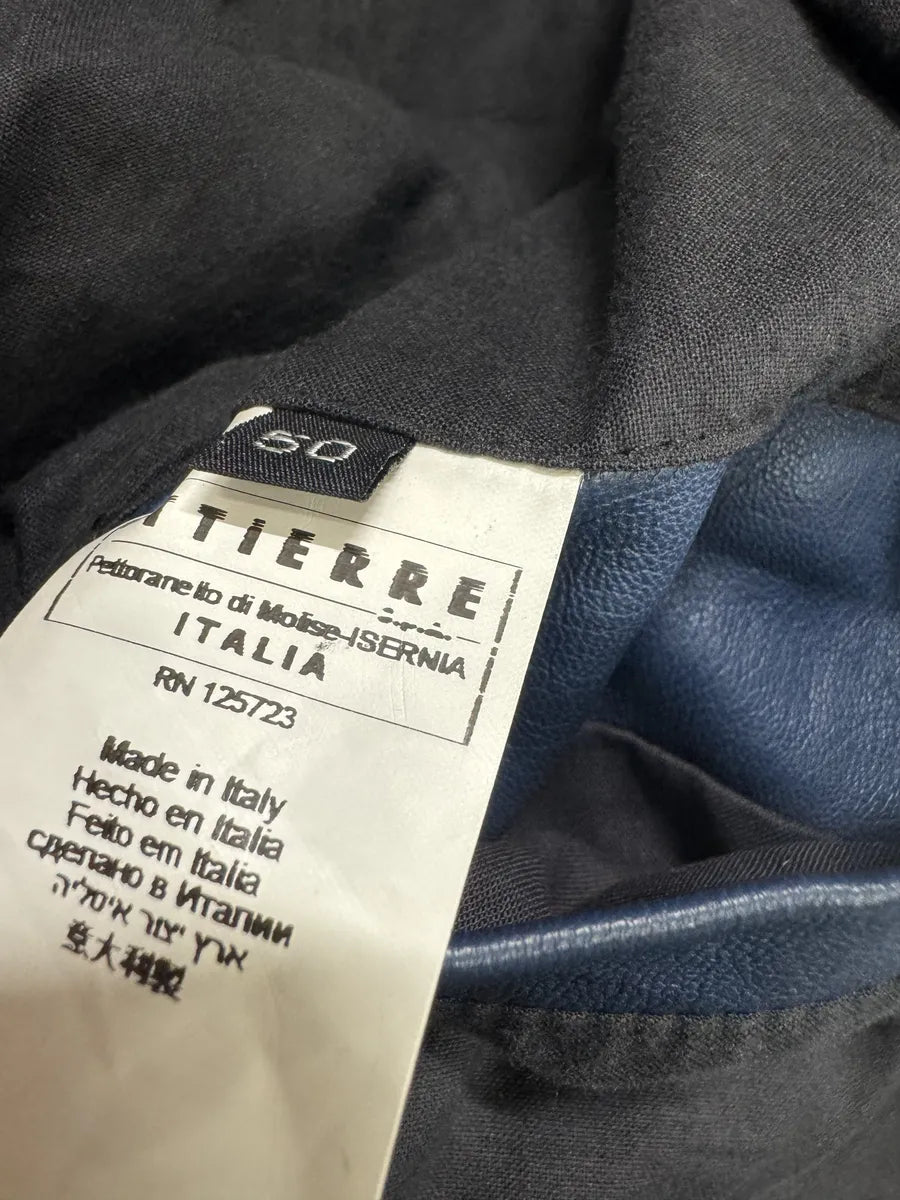 50
ITIERRE
s.p.a.
Pettoranello di Molise-ISERNIA
ITALIA
RN 125723
Made in Italy
Hecho en Italia
Feito em Italia
сделано в Италии
ארץ יצור איטליה
意大利製